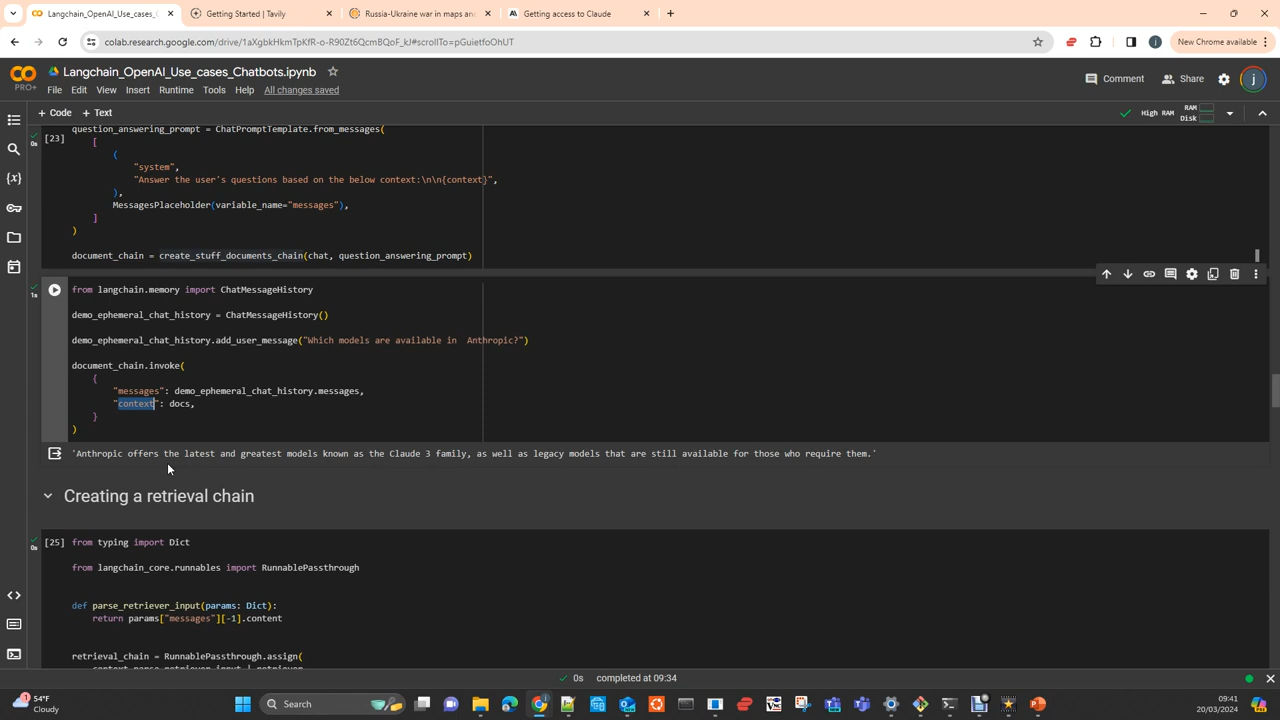 Langchain_OpenAI_Use_cases_C
Getting Started | Tavily
Russia-Ukraine war in maps and
Getting access to Claude
colab.research.google.com/drive/1aXgbkHkmTpKfR-o-R90Zt6QcmBQoF_kJ#scrollTo=pGuietfoOhUT
New Chrome available
PRO+
Langchain_OpenAI_Use_cases_Chatbots.ipynb
File Edit View Insert Runtime Tools Help All changes saved
Comment
Share
j
+ Code + Text
High RAM
RAM
Disk
[23]
0s
question_answering_prompt = ChatPromptTemplate.from_messages(
[
(
"system",
"Answer the user's questions based on the below context:\n\n{context}",
),
MessagesPlaceholder(variable_name="messages"),
]
)
document_chain = create_stuff_documents_chain(chat, question_answering_prompt)
1s
from langchain.memory import ChatMessageHistory
demo_ephemeral_chat_history = ChatMessageHistory()
demo_ephemeral_chat_history.add_user_message("Which models are available in  Anthropic?")
document_chain.invoke(
{
"messages": demo_ephemeral_chat_history.messages,
"context": docs,
}
)
'Anthropic offers the latest and greatest models known as the Claude 3 family, as well as legacy models that are still available for those who require them.'
Creating a retrieval chain
[25]
0s
from typing import Dict
from langchain_core.runnables import RunnablePassthrough
def parse_retriever_input(params: Dict):
return params["messages"][-1].content
retrieval_chain = RunnablePassthrough.assign(
context=parse_retriever_input | retriever,
0s completed at 09:34
54°F
Cloudy
Search
09:41
20/03/2024